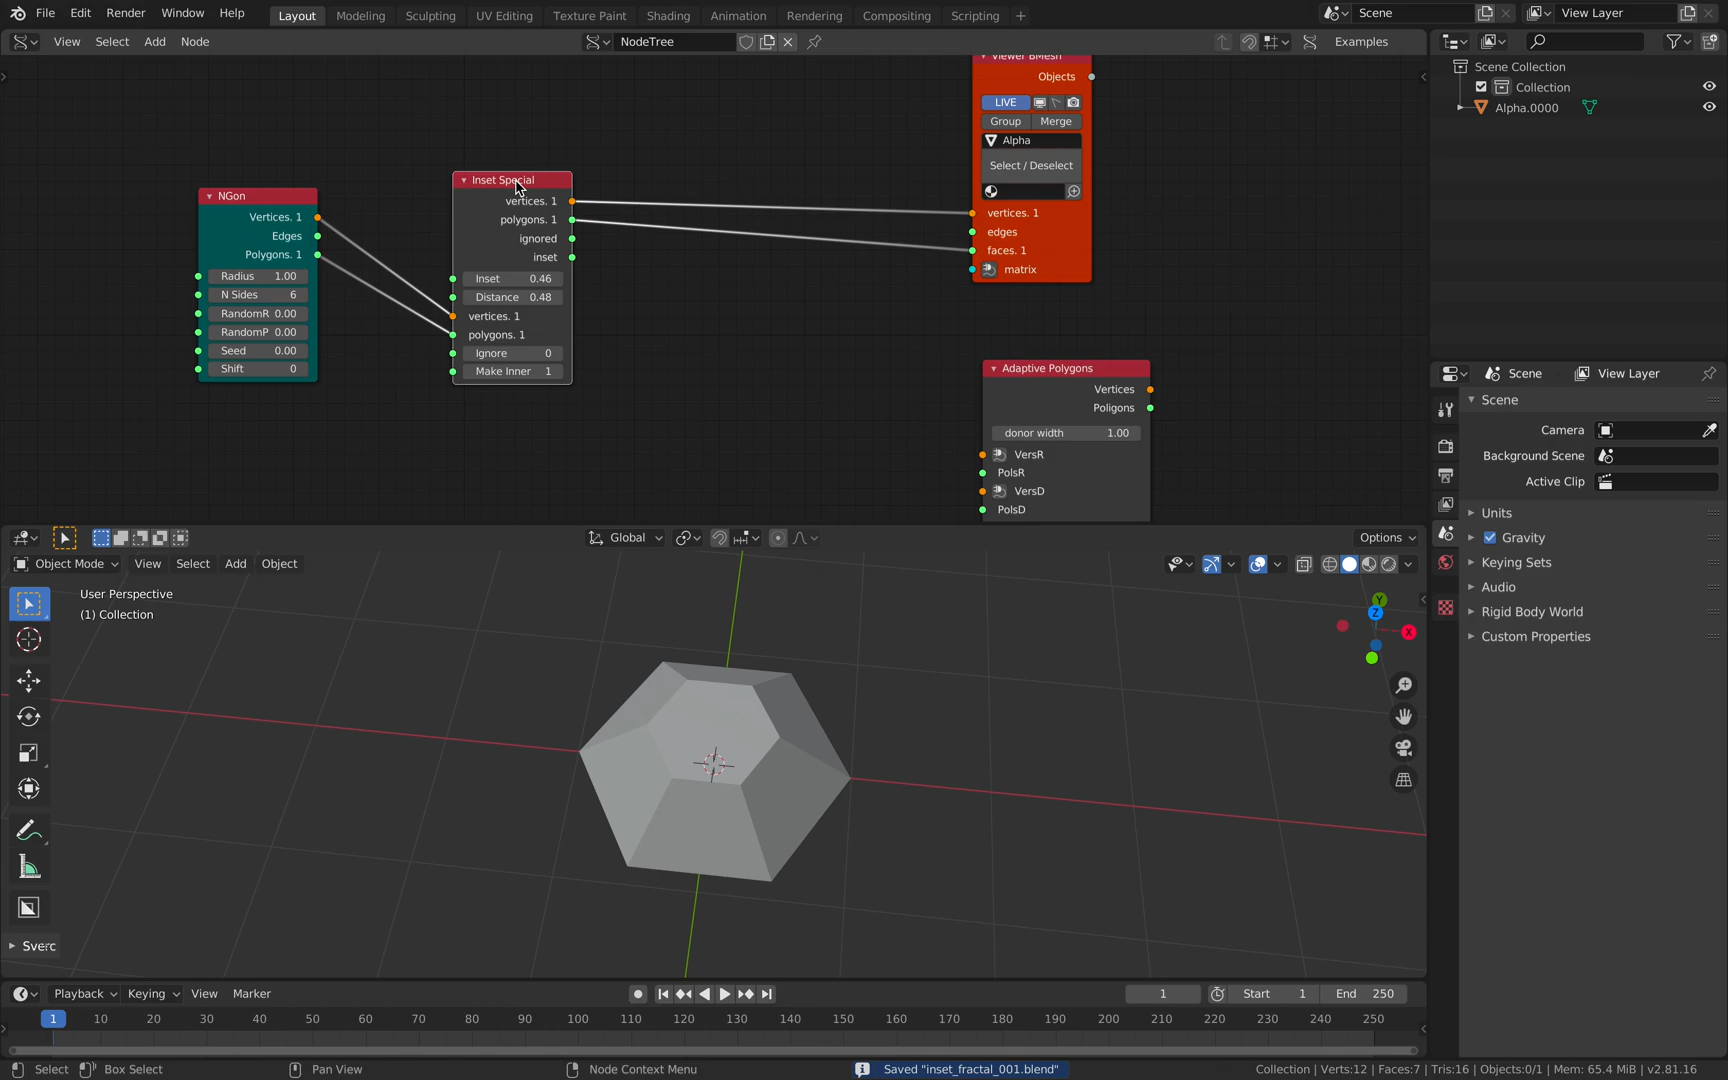 File Edit Render Window Help Layout Modeling Sculpting UV Editing Texture Paint Shading Animation Rendering Compositing Scripting + Scene View Layer
View Select Add Node NodeTree Examples
Scene Collection
Collection
Alpha.0000
Viewer BMesh
Objects
LIVE
Group Merge
Alpha
Select / Deselect
vertices. 1
edges
faces. 1
matrix
Inset Special
vertices. 1
polygons. 1
ignored
inset
Inset 0.46
Distance 0.48
vertices. 1
polygons. 1
Ignore 0
Make Inner 1
NGon
Vertices. 1
Edges
Polygons. 1
Radius 1.00
N Sides 6
RandomR 0.00
RandomP 0.00
Seed 0.00
Shift 0
Adaptive Polygons
Vertices
Poligons
donor width 1.00
VersR
PolsR
VersD
PolsD
Scene View Layer
Scene
Camera
Background Scene
Active Clip
Units
Gravity
Keying Sets
Audio
Rigid Body World
Custom Properties
Global Options
Object Mode View Select Add Object
User Perspective
(1) Collection
Y
Z
X
Sverc
Playback Keying View Marker 1 Start 1 End 250
1 10 20 30 40 50 60 70 80 90 100 110 120 130 140 150 160 170 180 190 200 210 220 230 240 250
Select Box Select Pan View Node Context Menu Saved "inset_fractal_001.blend" Collection | Verts:12 | Faces:7 | Tris:16 | Objects:0/1 | Mem: 65.4 MiB | v2.81.16